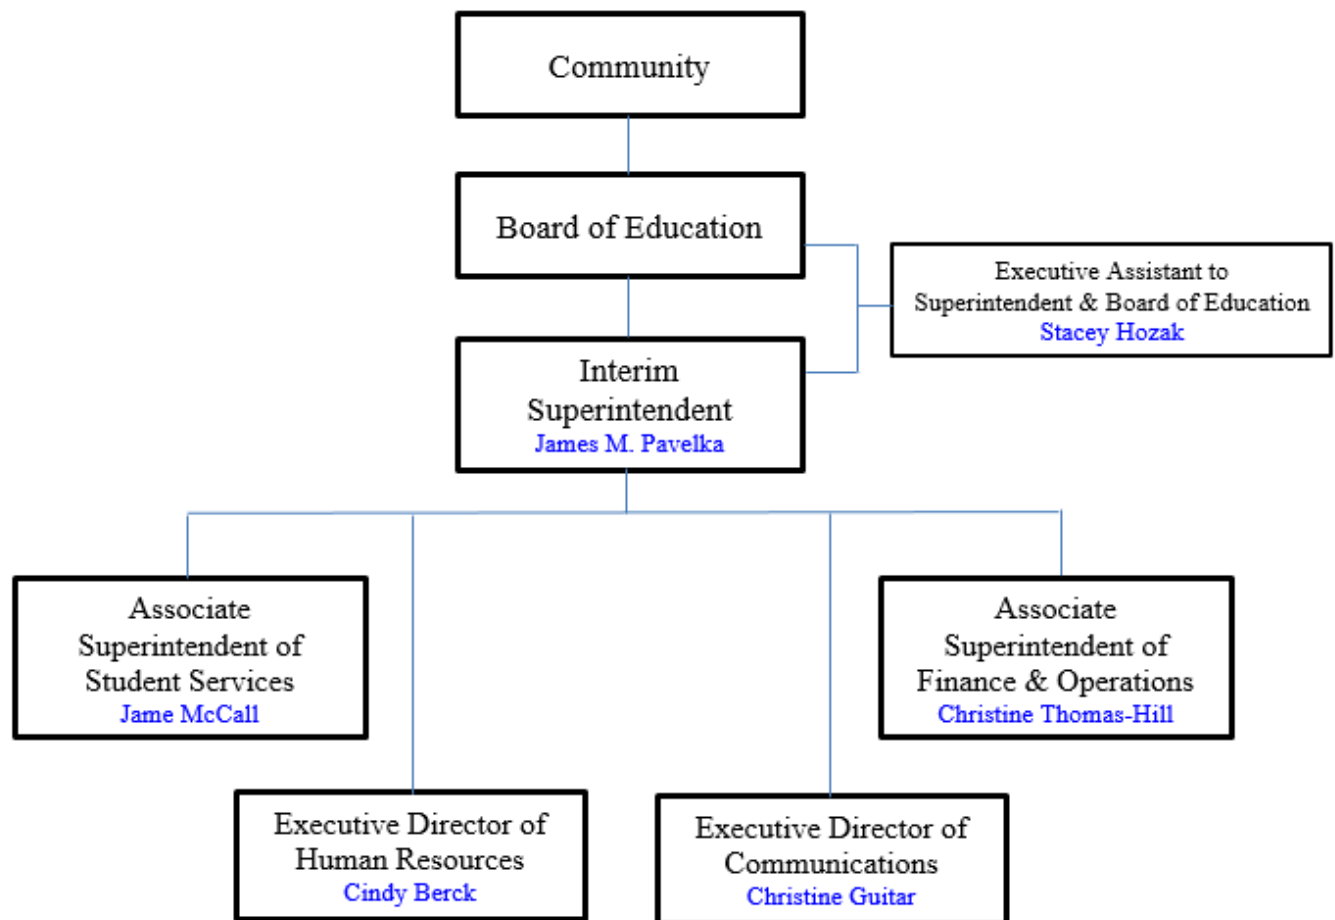 Community
Board of Education
Executive Assistant to
Superintendent & Board of Education
Stacey Hozak
Interim
Superintendent
James M. Pavelka
Associate
Superintendent of
Student Services
Jame McCall
Associate
Superintendent of
Finance & Operations
Christine Thomas-Hill
Executive Director of
Human Resources
Cindy Berck
Executive Director of
Communications
Christine Guitar